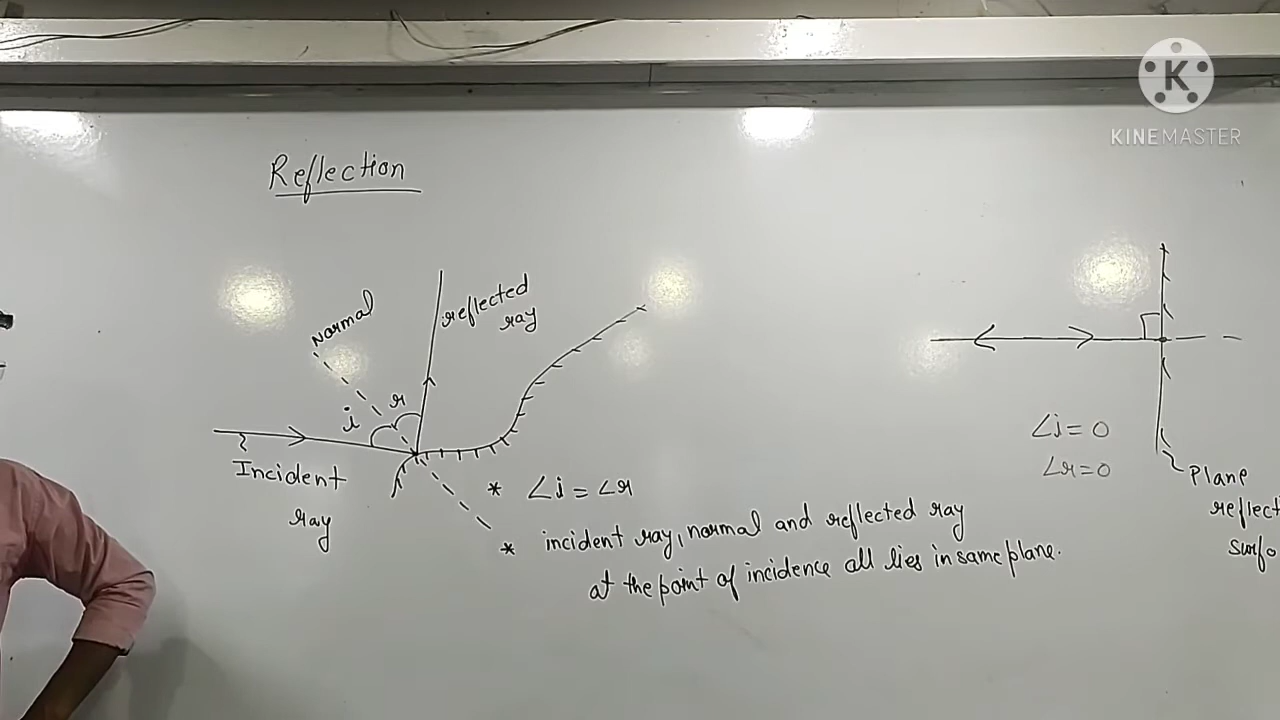 K
KINEMASTER
Reflection
Normal
reflected
ray
i
r
Incident
ray
* ∠i = ∠r
* incident ray, normal and reflected ray
at the point of incidence all lies in same plane.
∠i = 0
∠r = 0
Plane
reflect
surfa